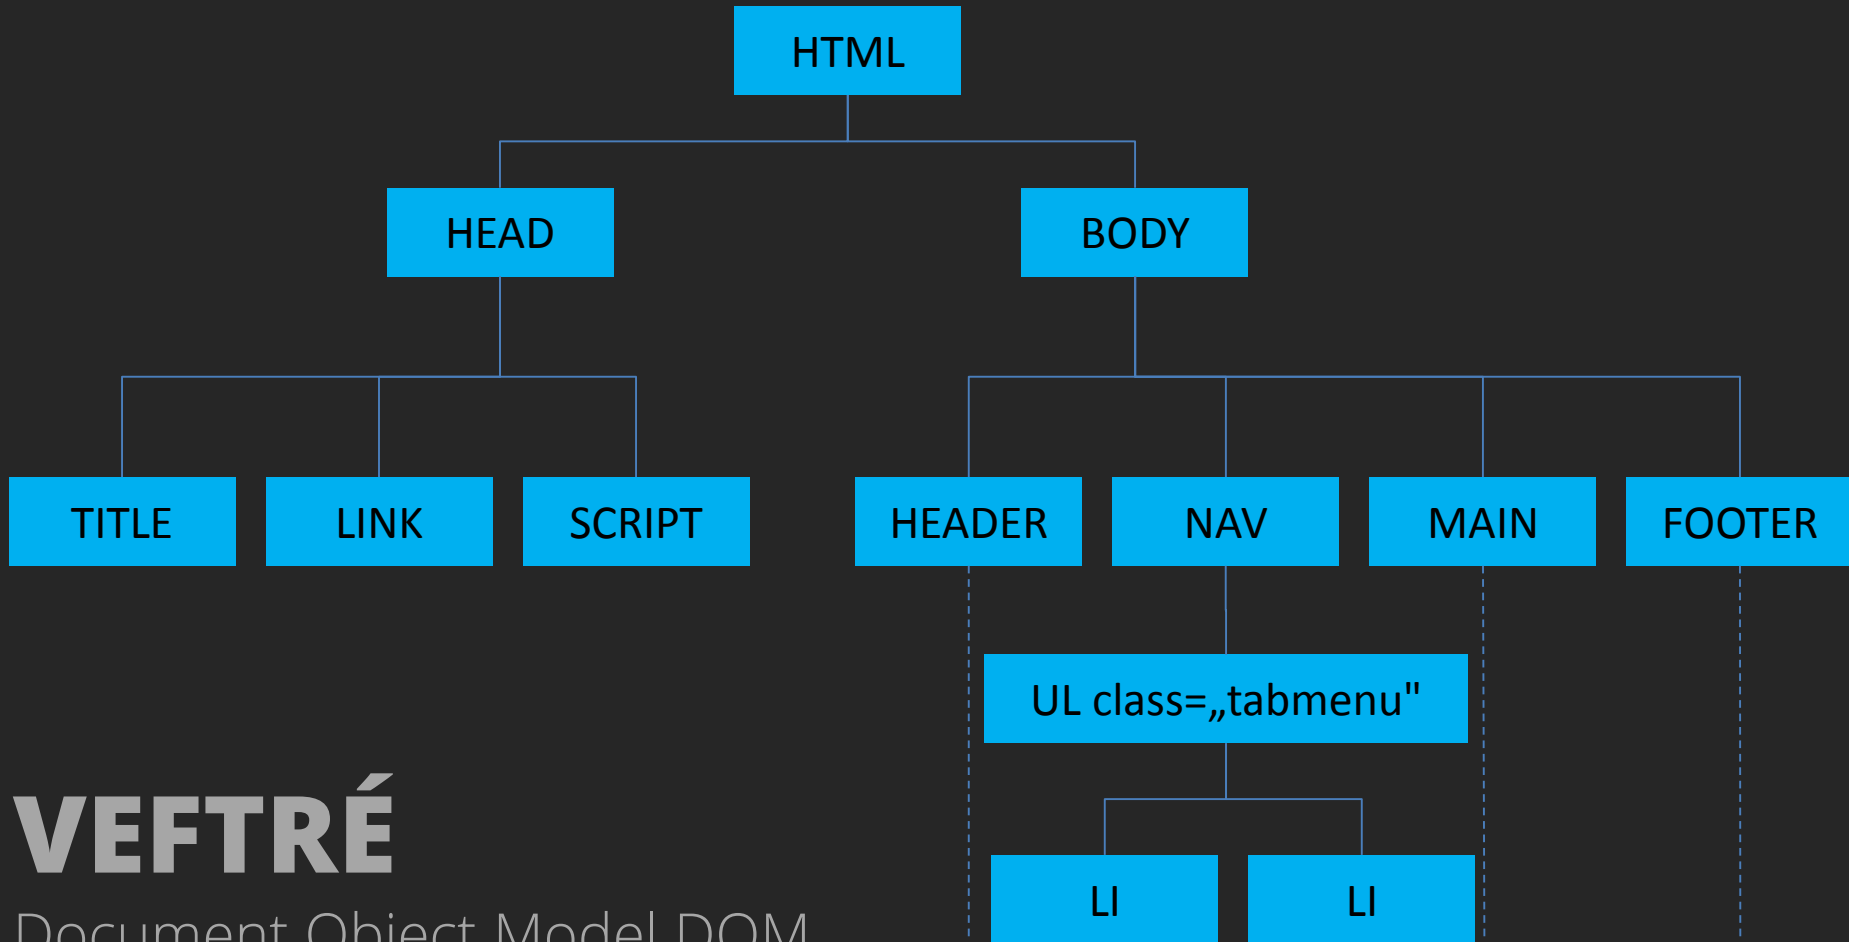 HTML
HEAD BODY
TITLE LINK SCRIPT HEADER NAV MAIN FOOTER
UL class=„tabmenu"
VEFTRÉ
LI LI
Document Object Model DOM